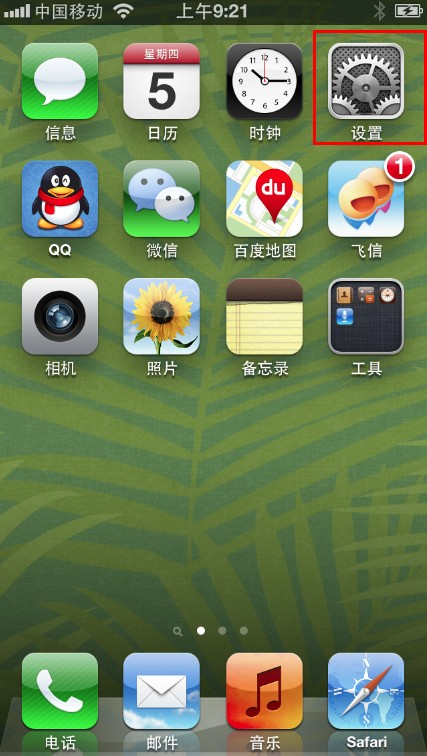 中国移动 上午9:21
星期四
5
信息 日历 时钟 设置
1
du
QQ 微信 百度地图 飞信
相机 照片 备忘录 工具
电话 邮件 音乐 Safari